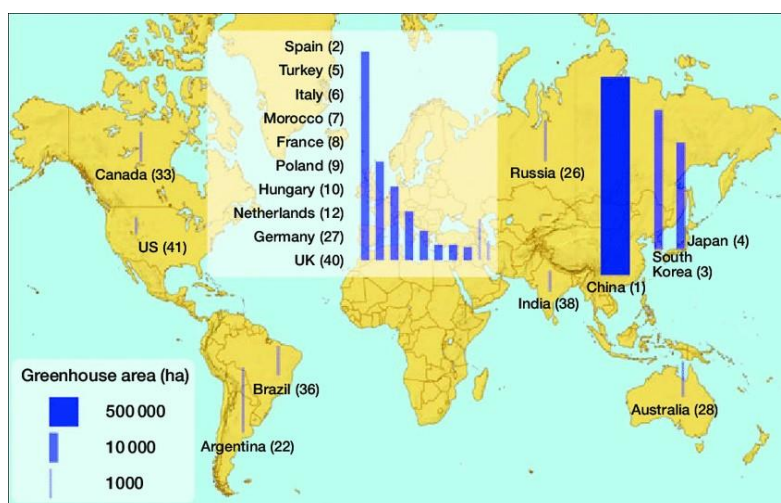 Spain (2)
Turkey (5)
Italy (6)
Morocco (7)
France (8)
Poland (9)
Hungary (10)
Netherlands (12)
Germany (27)
UK (40)
Canada (33)
US (41)
Russia (26)
Japan (4)
South
Korea (3)
China (1)
India (38)
Brazil (36)
Argentina (22)
Australia (28)
Greenhouse area (ha)
500 000
10 000
1000